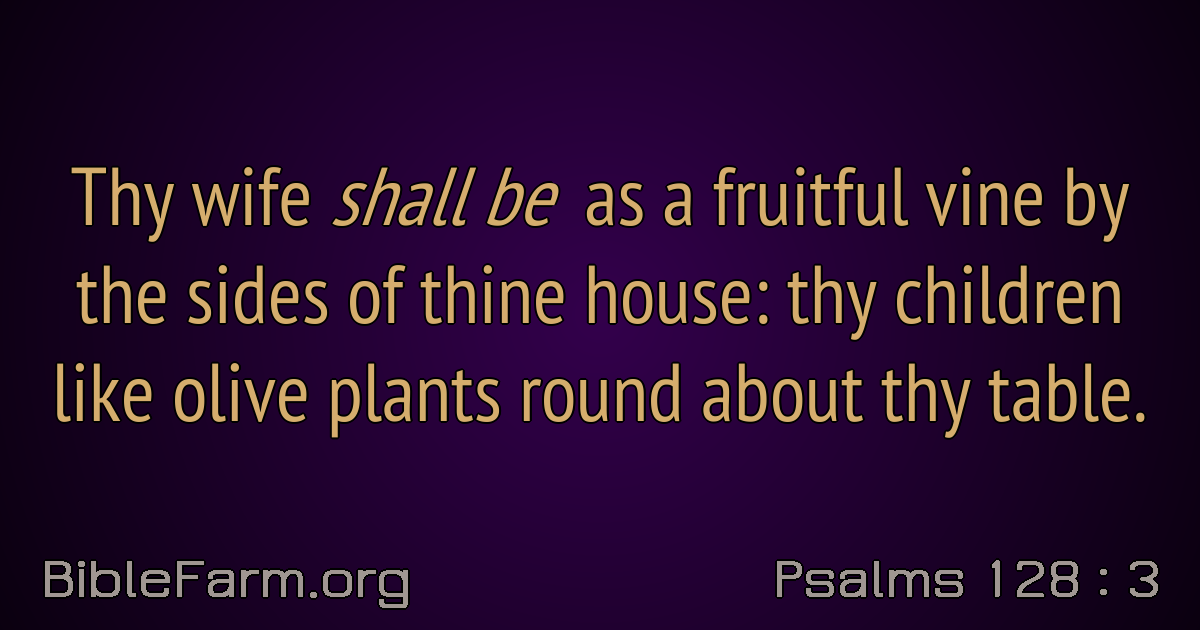 Thy wife shall be as a fruitful vine by
the sides of thine house: thy children
like olive plants round about thy table.
BibleFarm.org
Psalms 128 : 3